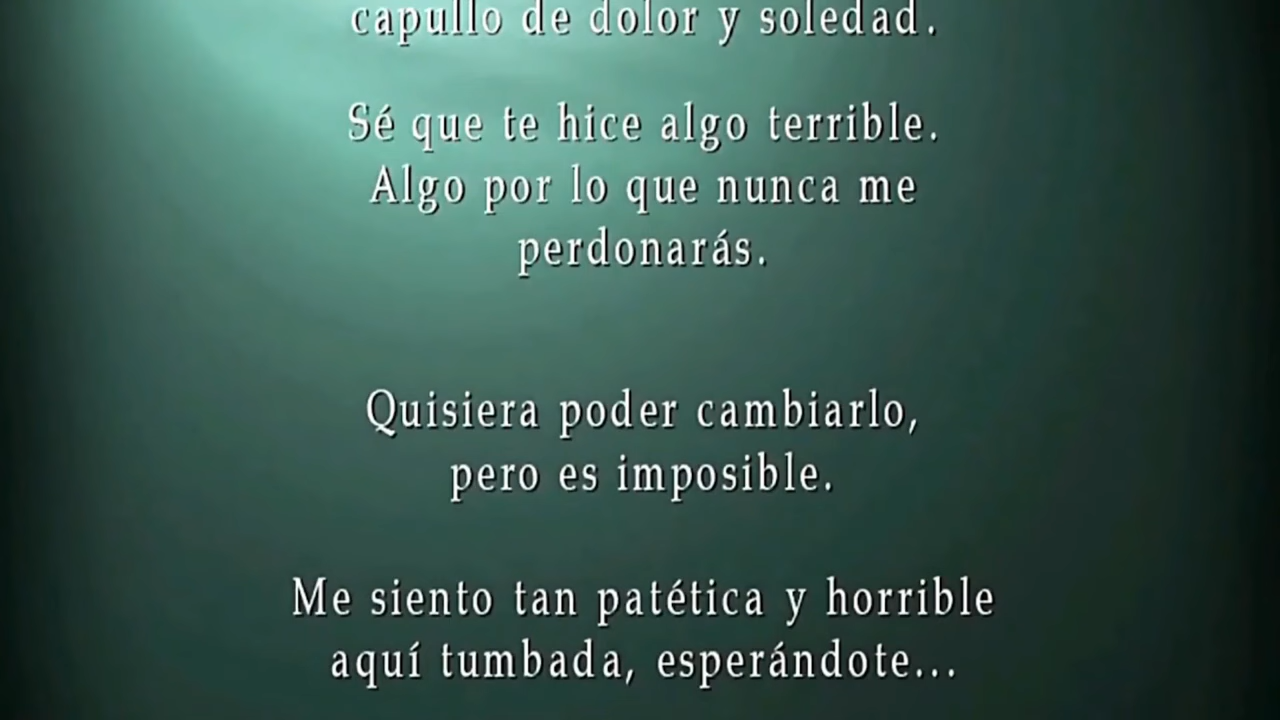 capullo de dolor y soledad.
Sé que te hice algo terrible.
Algo por lo que nunca me
perdonarás.
Quisiera poder cambiarlo,
pero es imposible.
Me siento tan patética y horrible
aquí tumbada, esperándote...